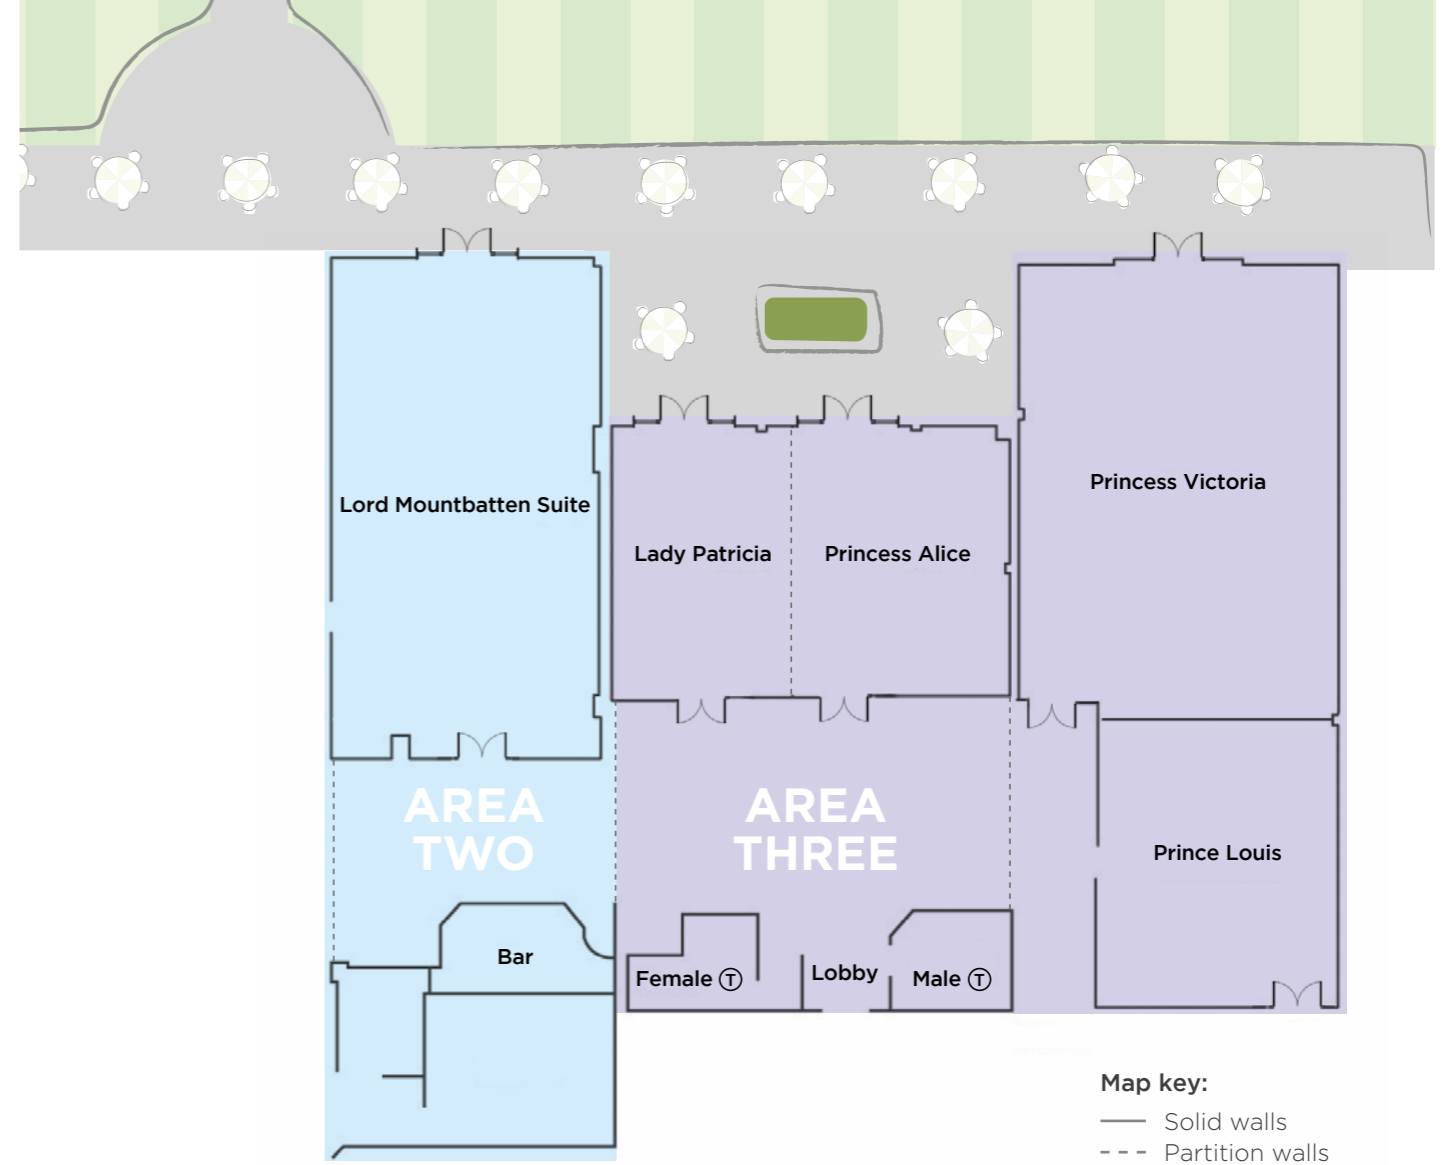 Princess Victoria
Lord Mountbatten Suite
Lady Patricia
Princess Alice
AREA
TWO
AREA
THREE
Prince Louis
Bar
Female Ⓣ
Lobby
Male Ⓣ
Map key:
Solid walls
Partition walls